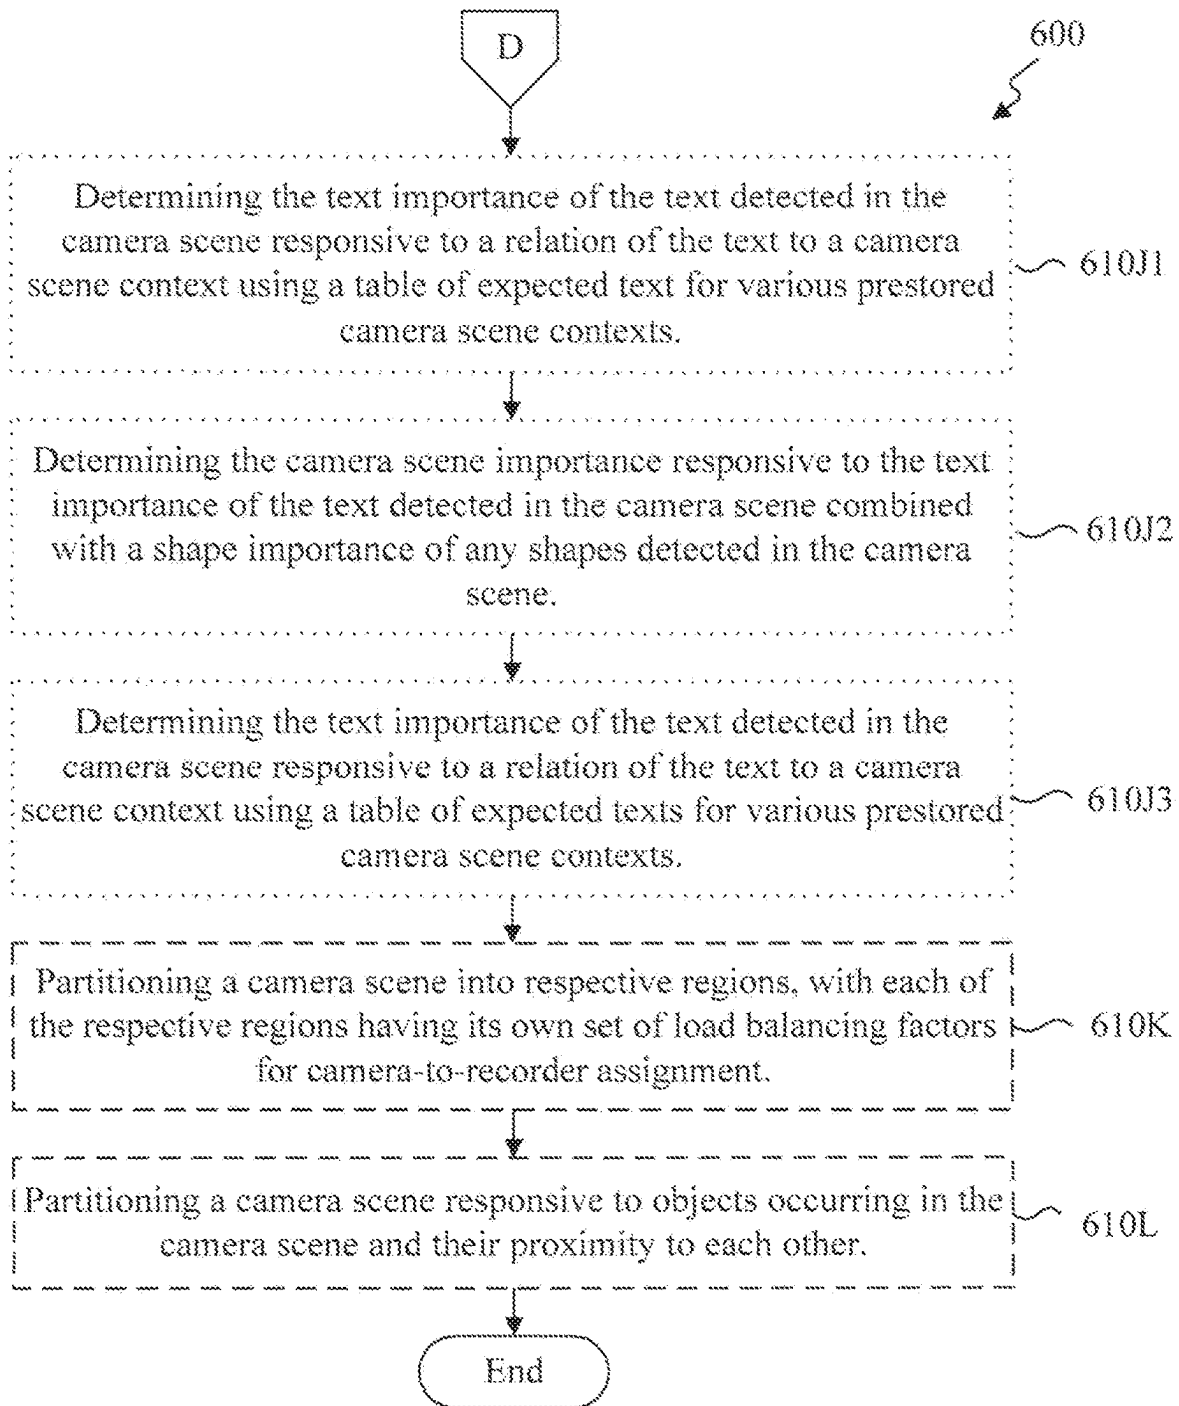 D
600
Determining the text importance of the text detected in the
camera scene responsive to a relation of the text to a camera
scene context using a table of expected text for various prestored
camera scene contexts.
610J1
Determining the camera scene importance responsive to the text
importance of the text detected in the camera scene combined
with a shape importance of any shapes detected in the camera
scene.
610J2
Determining the text importance of the text detected in the
camera scene responsive to a relation of the text to a camera
scene context using a table of expected texts for various prestored
camera scene contexts.
610J3
Partitioning a camera scene into respective regions, with each of
the respective regions having its own set of load balancing factors
for camera-to-recorder assignment.
610K
Partitioning a camera scene responsive to objects occurring in the
camera scene and their proximity to each other.
610L
End